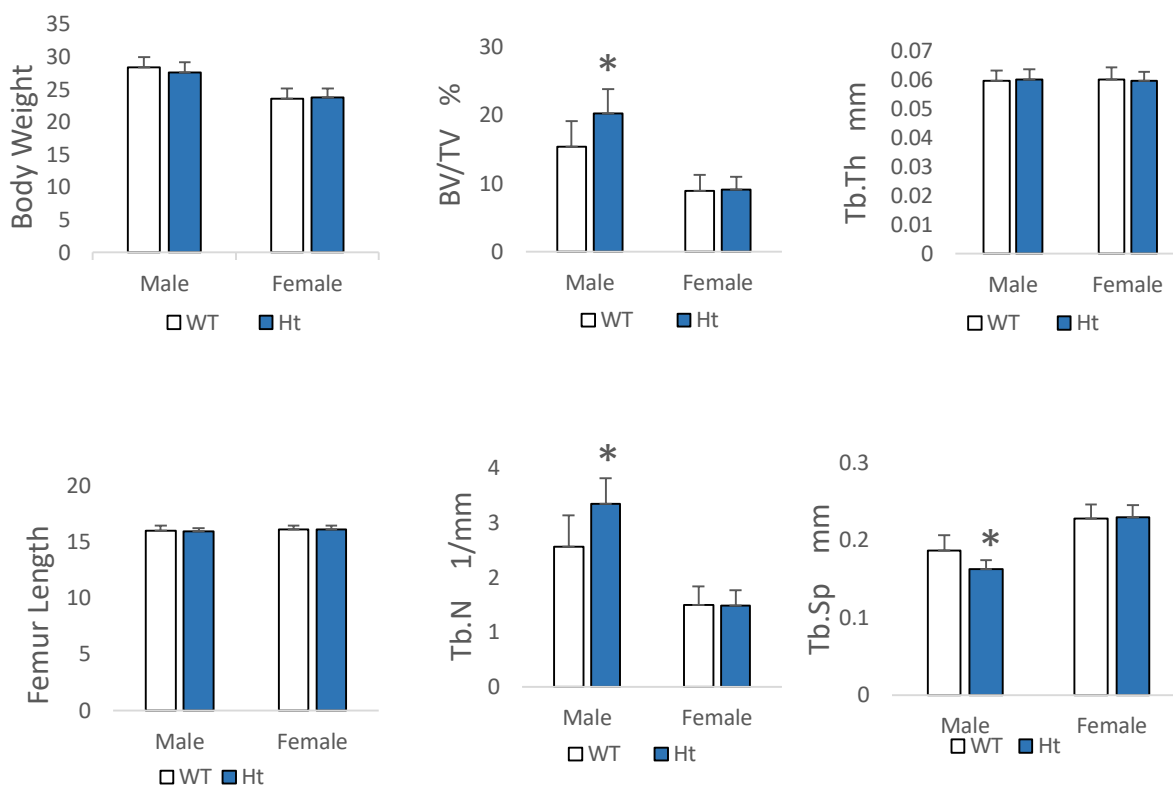 Body Weight
35
30
25
20
15
10
5
0
Male Female
WT Ht
BV/TV %
30
20
10
0
*
Male Female
WT Ht
Tb.Th mm
0.07
0.06
0.05
0.04
0.03
0.02
0.01
0
Male Female
WT Ht
Femur Length
20
15
10
5
0
Male Female
WT Ht
Tb.N 1/mm
4
3
2
1
0
*
Male Female
WT Ht
Tb.Sp mm
0.3
0.2
0.1
0
*
Male Female
WT Ht